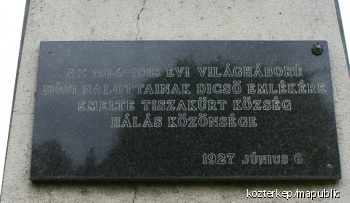 AZ 1914-1918 ÉVI VILÁGHÁBORÚ
HŐSI HALOTTAINAK DICSŐ EMLÉKÉRE
EMELTE TISZAKÜRT KÖZSÉG
HÁLÁS KÖZÖNSÉGE
1927 JÚNIUS 6.
kozterkep/mapublic